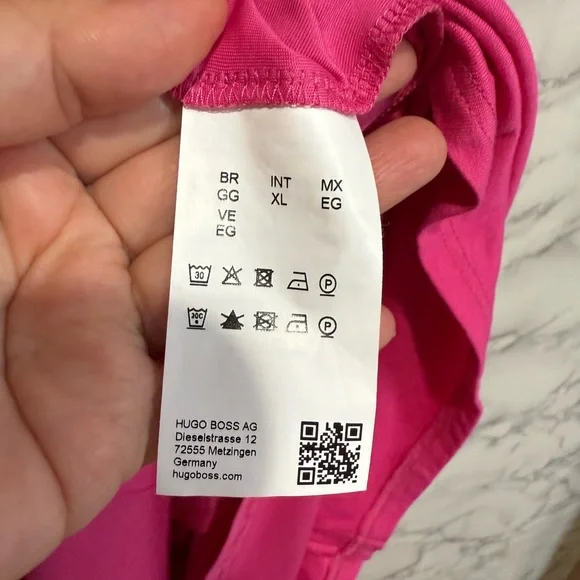 BR INT MX
GG XL EG
VE
EG
30 P
30C P
HUGO BOSS AG
Dieselstrasse 12
72555 Metzingen
Germany
hugoboss.com